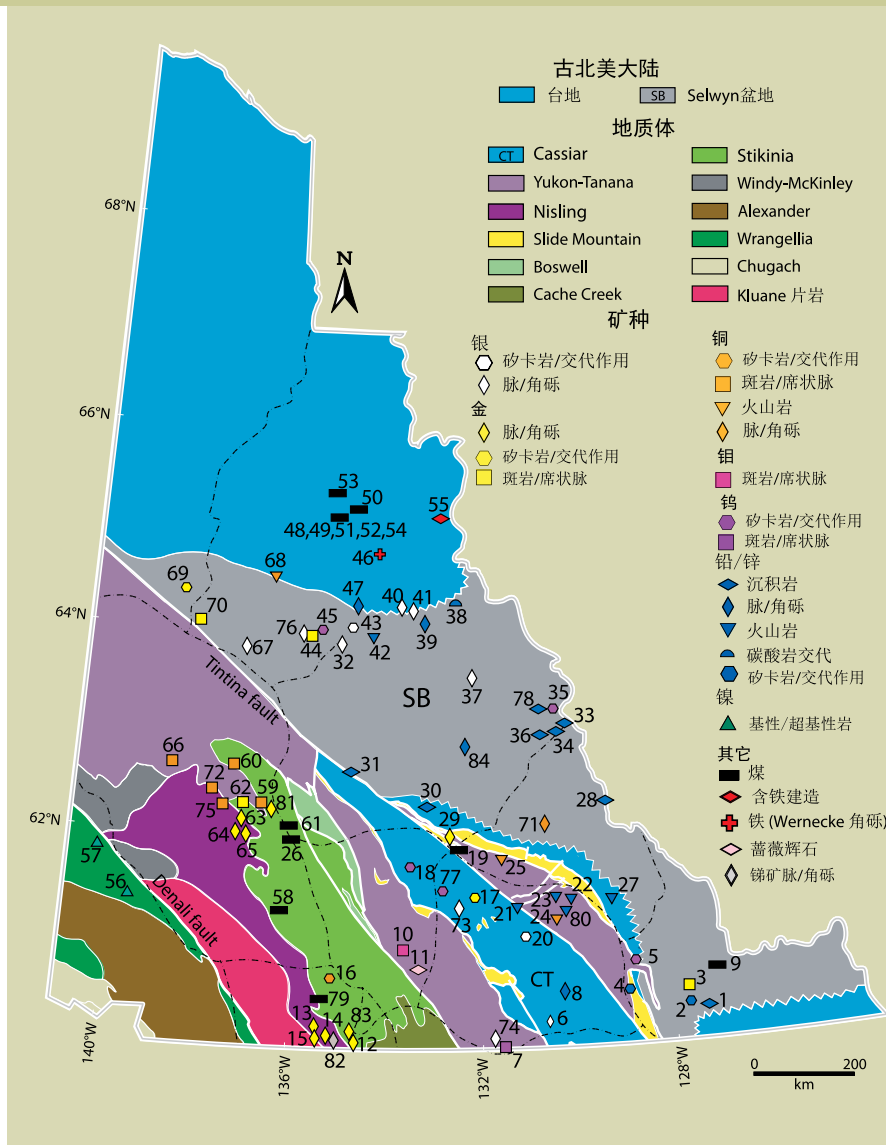 古北美大陆
台地
SB Selwyn盆地
地质体
CT Cassiar
Yukon-Tanana
Nisling
Slide Mountain
Boswell
Cache Creek
Stikinia
Windy-McKinley
Alexander
Wrangellia
Chugach
Kluane 片岩
矿种
银
矽卡岩/交代作用
脉/角砾
金
脉/角砾
矽卡岩/交代作用
斑岩/席状脉
铜
矽卡岩/交代作用
斑岩/席状脉
火山岩
脉/角砾
钼
斑岩/席状脉
钨
矽卡岩/交代作用
斑岩/席状脉
铅/锌
沉积岩
脉/角砾
火山岩
碳酸岩交代
矽卡岩/交代作用
镍
基性/超基性岩
其它
煤
含铁建造
铁 (Wernecke 角砾)
蔷薇辉石
锑矿脉/角砾
N
68°N
66°N
64°N
62°N
53
50
55
48,49,51,52,54
46
68
69
70
47
40
41
38
45
76
43
44
67
32
42
39
37
SB
Tintina fault
78
35
33
36
34
84
66
60
31
72
62
59
81
75
63
30
28
64
65
61
26
29
71
19
25
57
56
18
77
17
23
22
27
58
73
21
24
80
Denali fault
20
10
11
5
9
16
3
CT
8
4
2
1
79
13
14
83
6
15
12
74
82
7
140°W
136°W
132°W
128°W
0
200
km